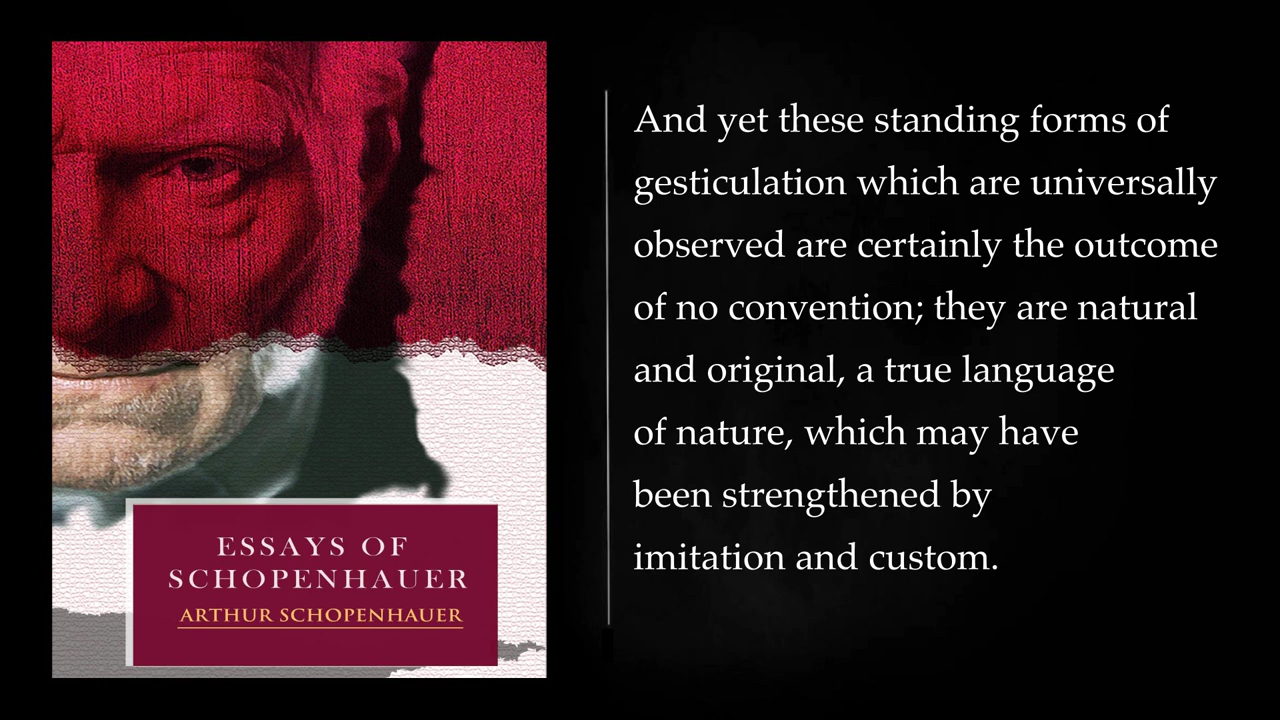 ESSAYS OF
SCHOPENHAUER
ARTHUR SCHOPENHAUER
And yet these standing forms of
gesticulation which are universally
observed are certainly the outcome
of no convention; they are natural
and original, a true language
of nature, which may have
been strengthened by
imitation and custom.